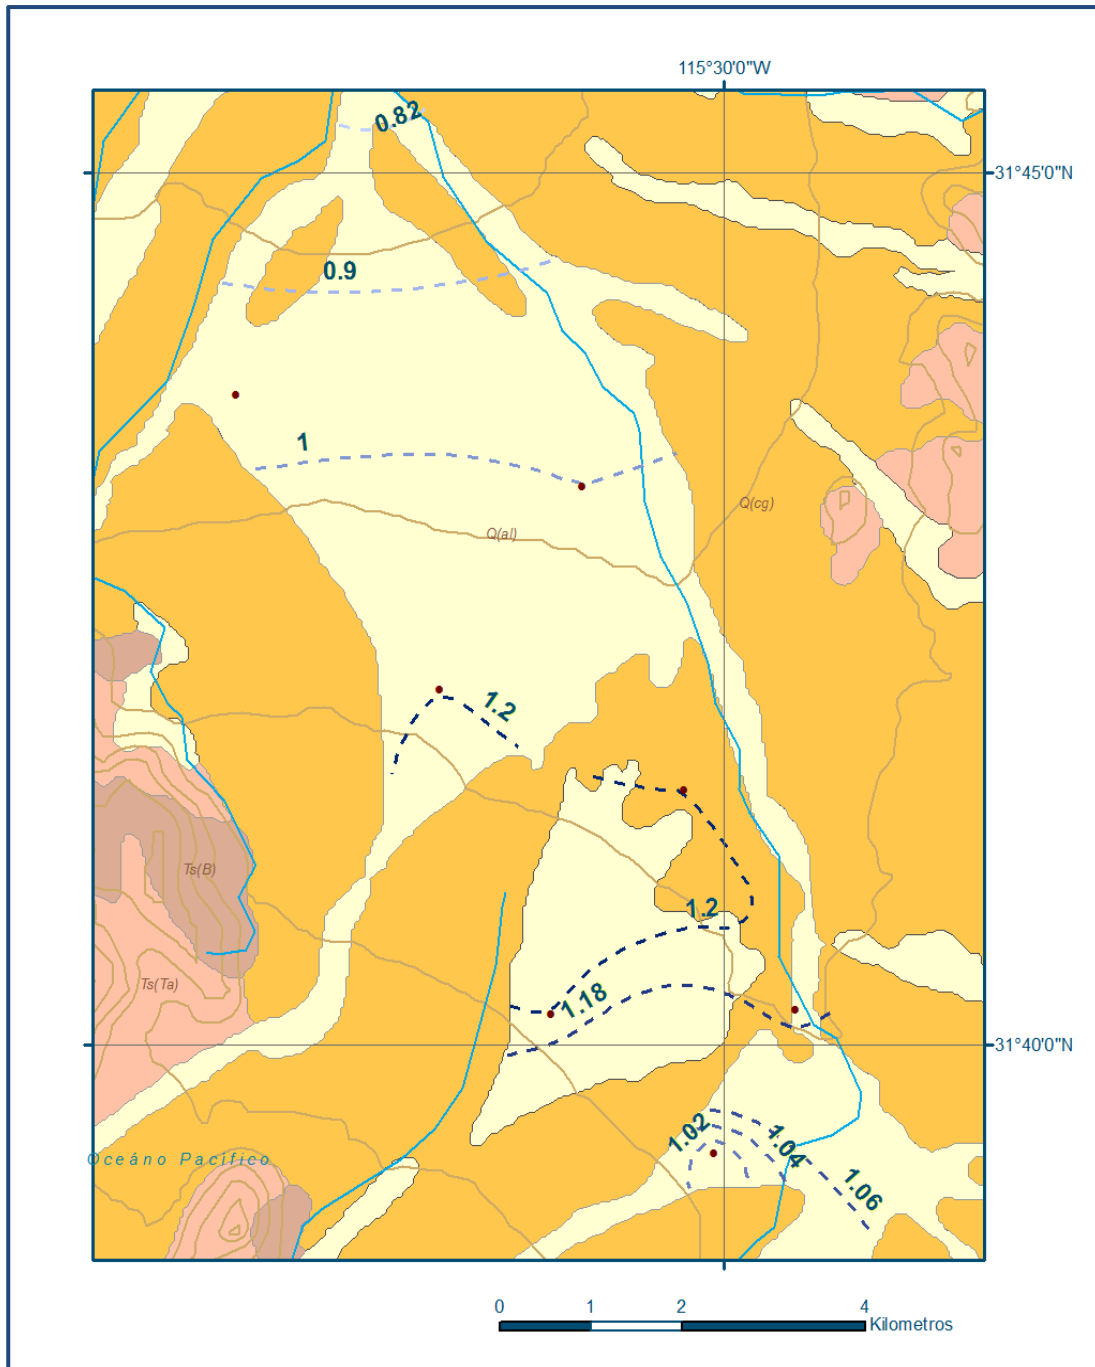 115°30'0"W
0.82
31°45'0"N
0.9
1
Q(cg)
Q(al)
1.2
Ts(B)
1.2
Ts(Ta)
1.18
31°40'0"N
1.02
1.04
Oceáno Pacífico
1.06
0 1 2 4
Kilometros